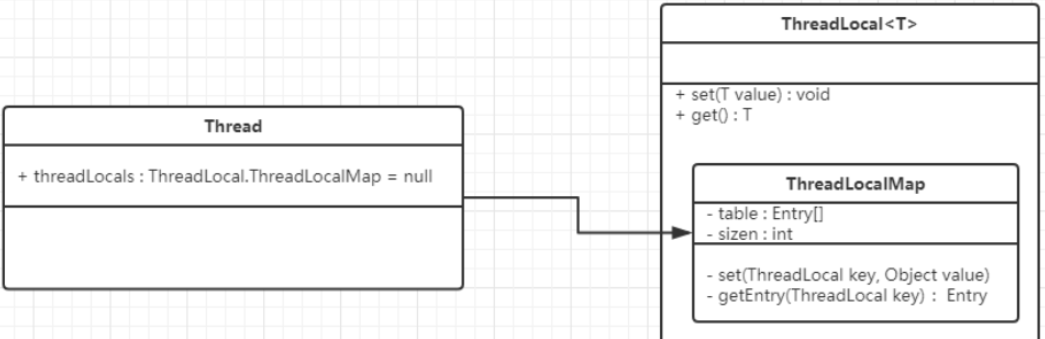 Thread
+ threadLocals : ThreadLocal.ThreadLocalMap = null
ThreadLocal<T>
+ set(T value) : void
+ get() : T
ThreadLocalMap
- table : Entry[]
- sizen : int
- set(ThreadLocal key, Object value)
- getEntry(ThreadLocal key) : Entry